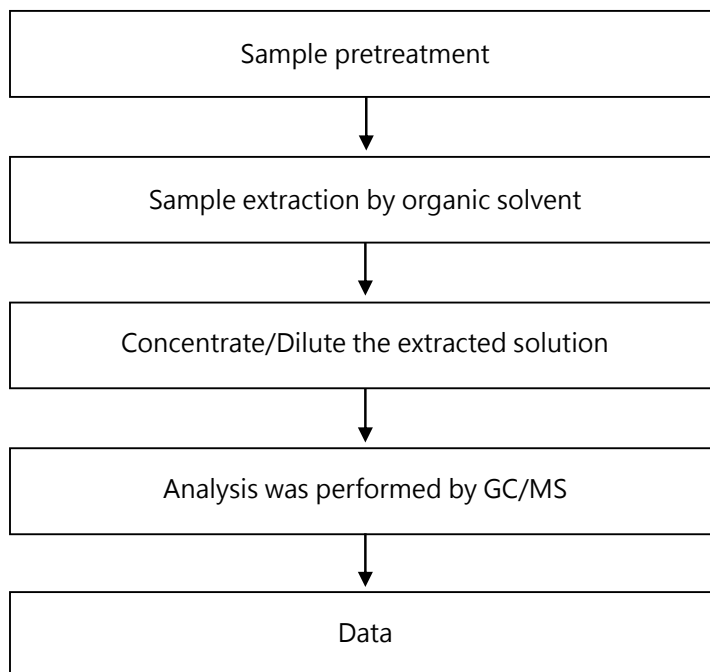 Sample pretreatment
Sample extraction by organic solvent
Concentrate/Dilute the extracted solution
Analysis was performed by GC/MS
Data